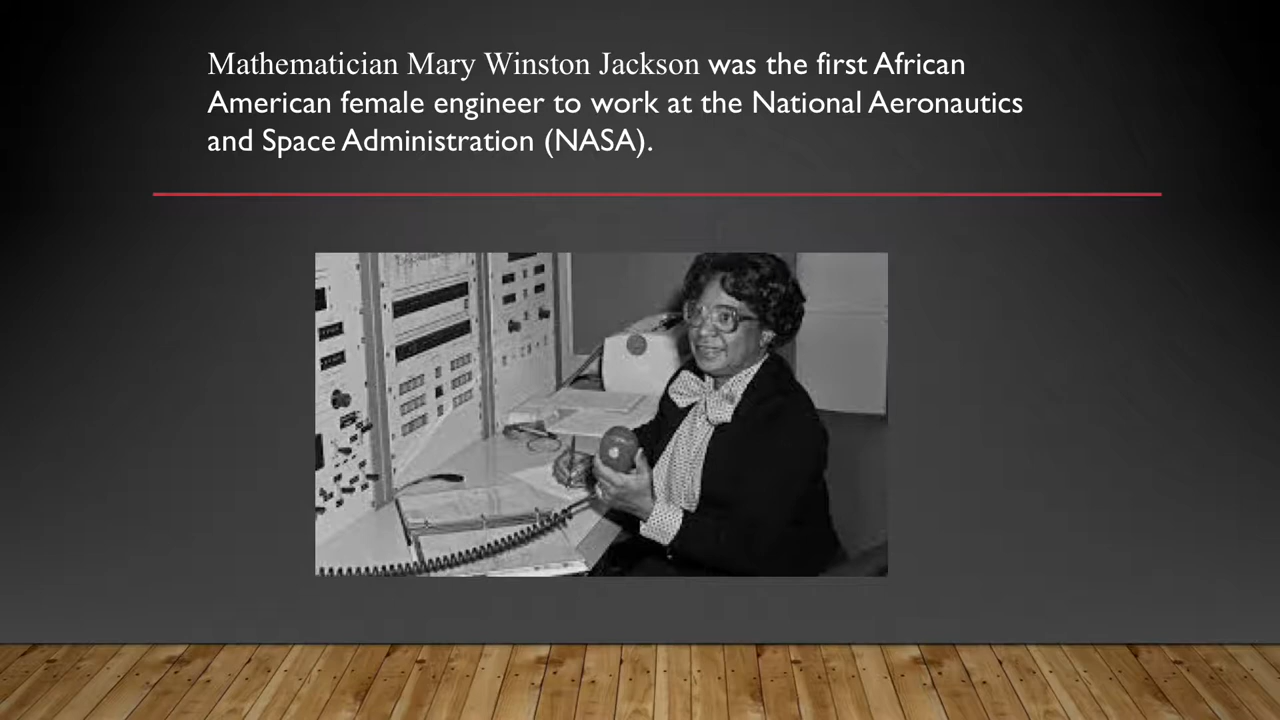 Mathematician Mary Winston Jackson was the first African
American female engineer to work at the National Aeronautics
and Space Administration (NASA).